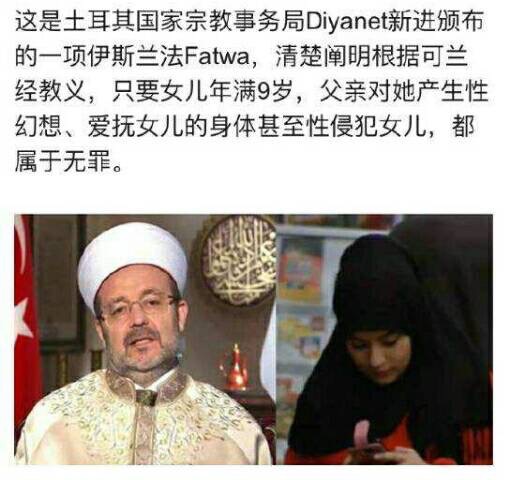 这是土耳其国家宗教事务局Diyanet新进颁布
的一项伊斯兰法Fatwa，清楚阐明根据可兰
经教义，只要女儿年满9岁，父亲对她产生性
幻想、爱抚女儿的身体甚至性侵犯女儿，都
属于无罪。